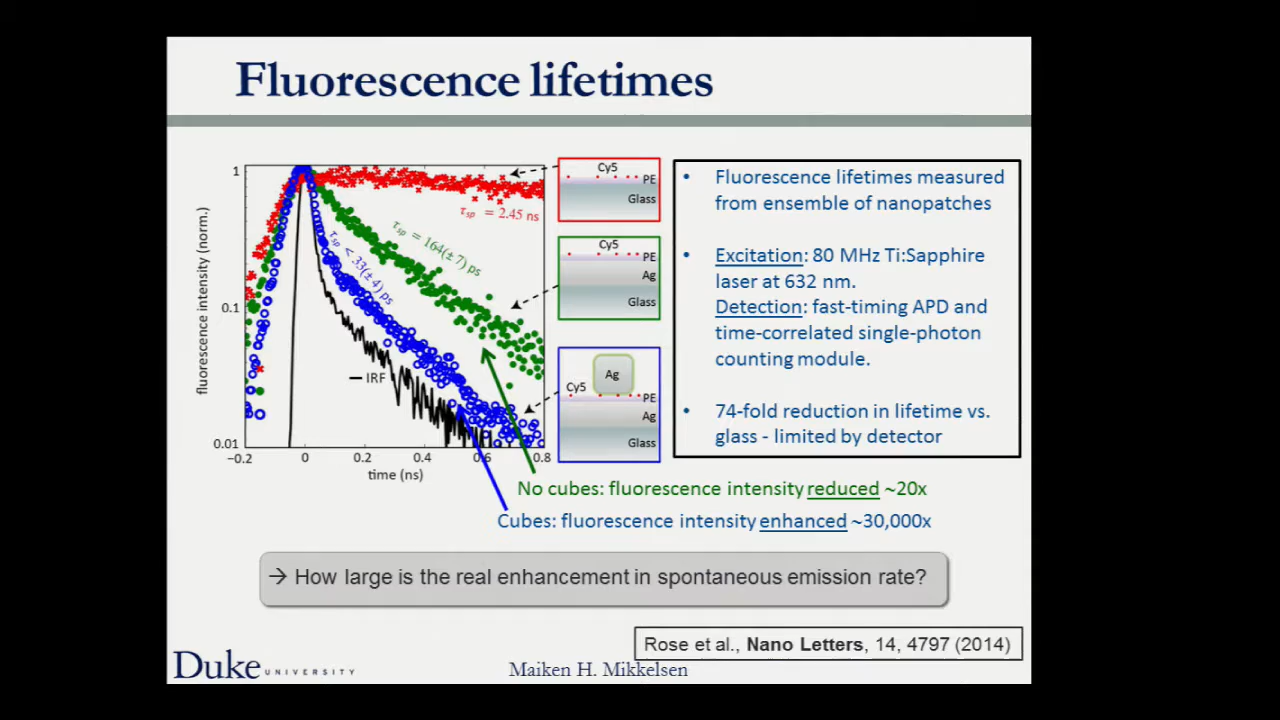 Fluorescence lifetimes
fluorescence intensity (norm.)
1
0.1
0.01
−0.2
0
0.2
0.4
0.6
0.8
time (ns)
τsp = 2.45 ns
τsp = 164(± 7) ps
τsp < 33(± 4) ps
IRF
Cy5
PE
Glass
Cy5
PE
Ag
Glass
Ag
Cy5
PE
Ag
Glass
• Fluorescence lifetimes measured
from ensemble of nanopatches
• Excitation: 80 MHz Ti:Sapphire
laser at 632 nm.
Detection: fast-timing APD and
time-correlated single-photon
counting module.
• 74-fold reduction in lifetime vs.
glass - limited by detector
No cubes: fluorescence intensity reduced ~20x
Cubes: fluorescence intensity enhanced ~30,000x
→ How large is the real enhancement in spontaneous emission rate?
Rose et al., Nano Letters, 14, 4797 (2014)
Duke UNIVERSITY
Maiken H. Mikkelsen